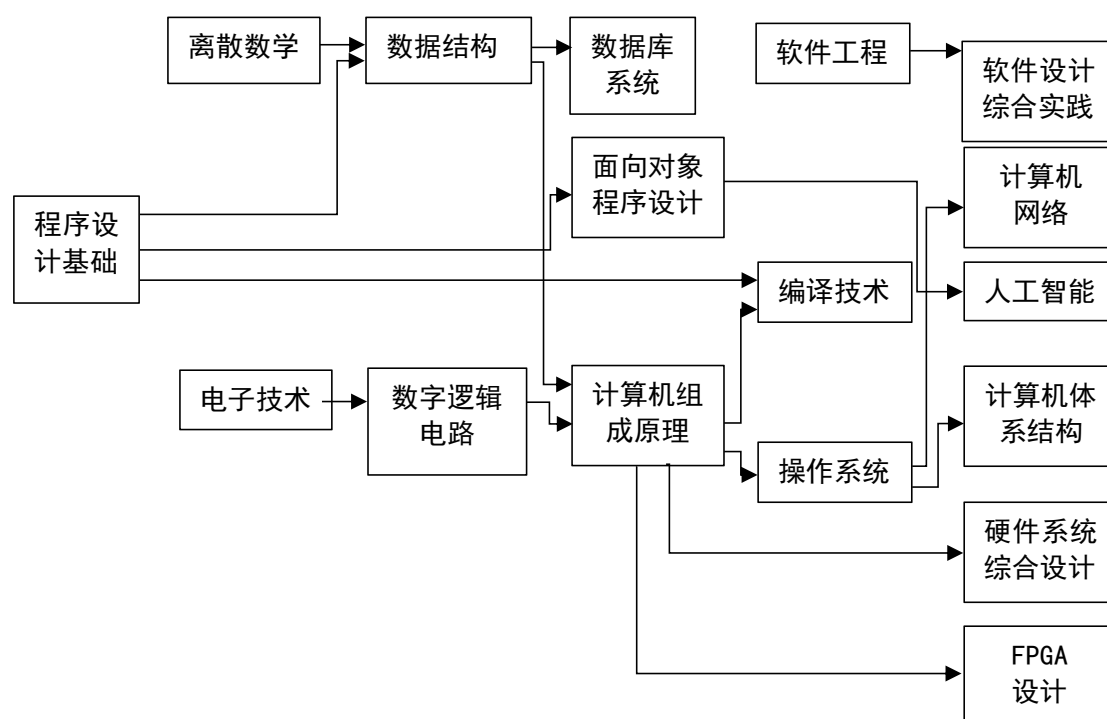 离散数学
数据结构
数据库
系统
软件工程
软件设计
综合实践
面向对象
程序设计
计算机
网络
程序设
计基础
编译技术
人工智能
电子技术
数字逻辑
电路
计算机组
成原理
计算机体
系结构
操作系统
硬件系统
综合设计
FPGA
设计